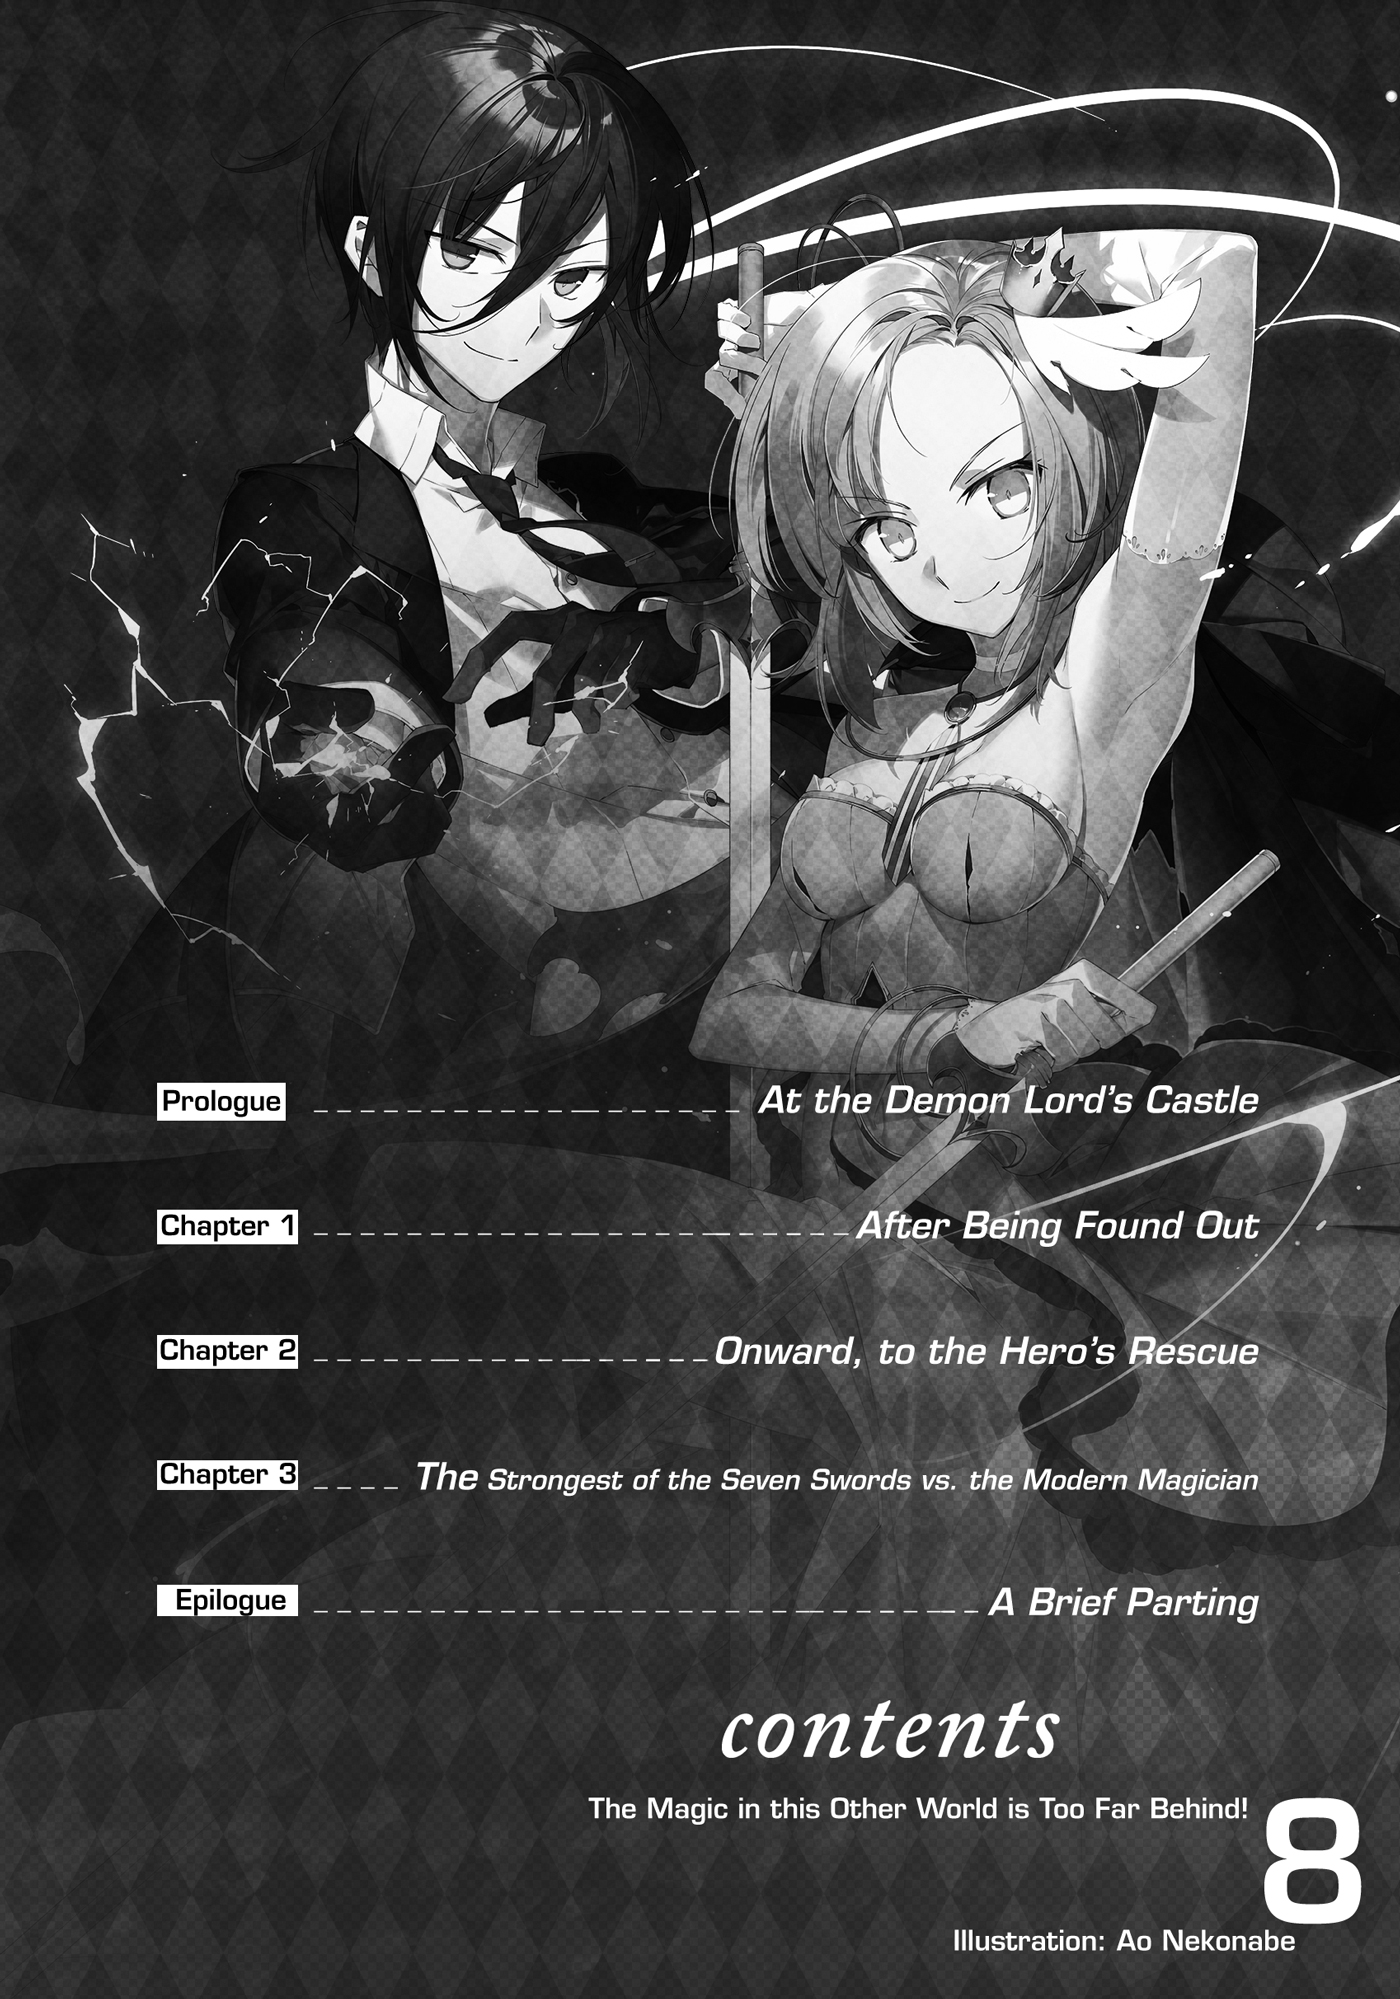 Prologue At the Demon Lord's Castle
Chapter 1 After Being Found Out
Chapter 2 Onward, to the Hero's Rescue
Chapter 3 The Strongest of the Seven Swords vs. the Modern Magician
Epilogue A Brief Parting
contents
The Magic in this Other World is Too Far Behind!
8
Illustration: Ao Nekonabe